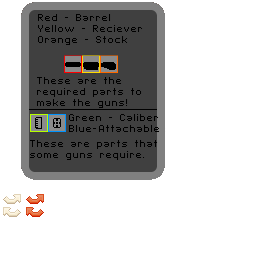 Red - Barrel
Yellow - Reciever
Orange - Stock
These are the
required parts to
make the guns!
Green - Caliber
Blue-Attachable
These are parts that
some guns require.